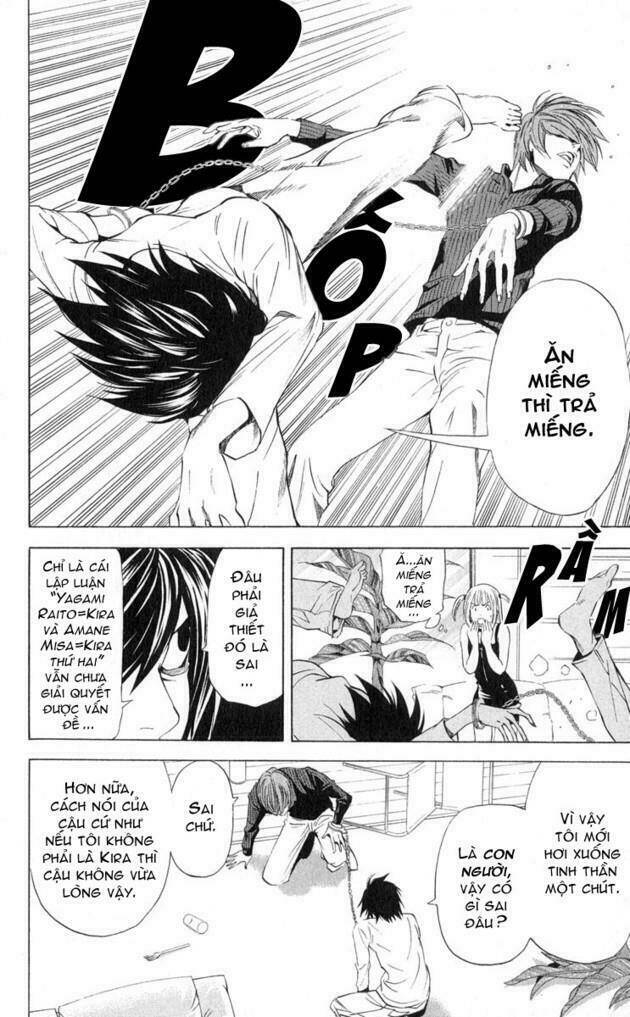 BỐP
ĂN
MIẾNG
THÌ TRẢ
MIẾNG.
RẦM
Ă...ĂN
MIẾNG TRẢ
MIẾNG
...
ĐÂU
PHẢI
GIẢ
THIẾT
ĐÓ LÀ
SAI
...
CHỈ LÀ CÁI
LẬP LUẬN
"YAGAMI
RAITO=KIRA
VÀ AMANE
MISA=KIRA
THỨ HAI"
VẪN CHƯA
GIẢI QUYẾT
ĐƯỢC VẤN
ĐỀ ...
VÌ VẬY
TÔI MỚI
HƠI XUỐNG
TINH THẦN
MỘT CHÚT.
LÀ CON
NGƯỜI,
VẬY CÓ
GÌ SAI
ĐÂU?
SAI
CHỨ.
HƠN NỮA,
CÁCH NÓI CỦA
CẬU CỨ NHƯ
NẾU TÔI KHÔNG
PHẢI LÀ KIRA THÌ
CẬU KHÔNG VỪA
LÒNG VẬY.